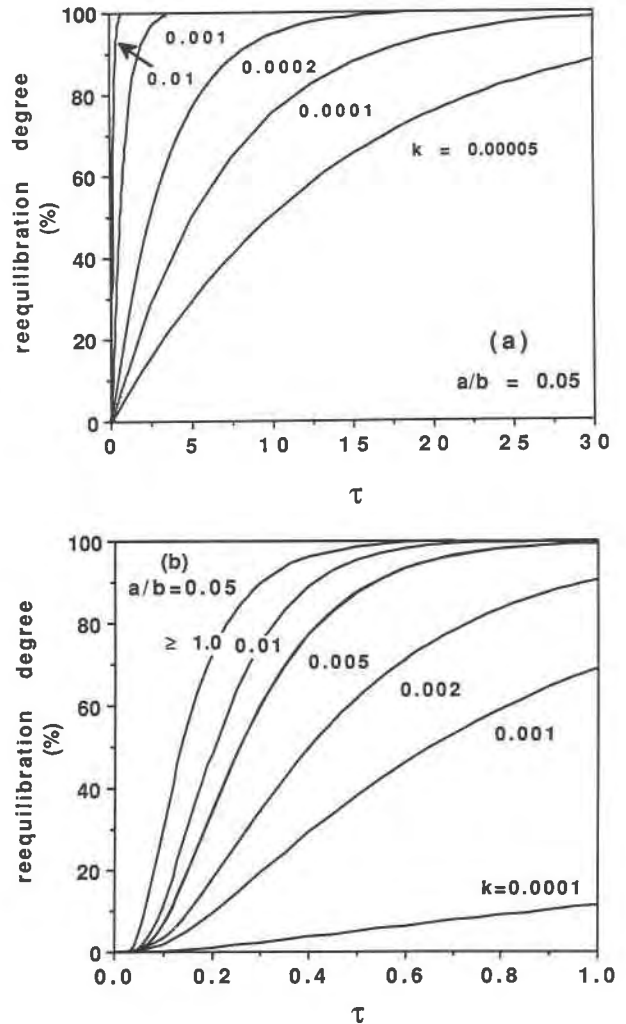 100
80
60
40
20
0
reequilibration degree
(%)
0.001
0.01
0.0002
0.0001
k = 0.00005
(a)
a/b = 0.05
0 5 10 15 20 25 30
τ
100
80
60
40
20
0
reequilibration degree
(%)
(b)
a/b=0.05
≥ 1.0 0.01
0.005
0.002
0.001
k=0.0001
0.0 0.2 0.4 0.6 0.8 1.0
τ